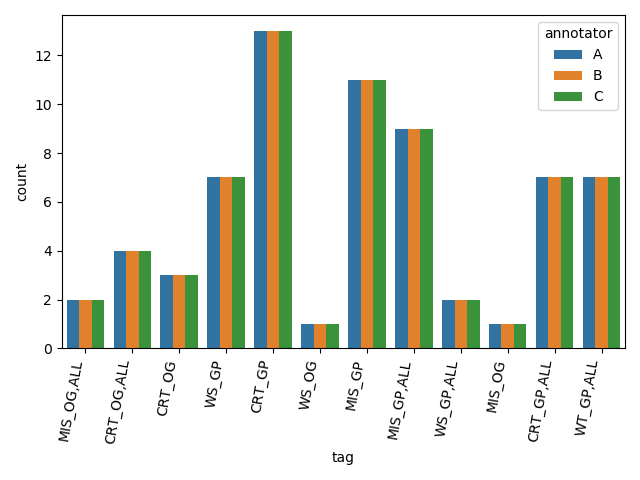 annotator
A
B
C
12
10
8
6
4
2
0
count
MIS_OG,ALL
CRT_OG,ALL
CRT_OG
WS_GP
CRT_GP
WS_OG
MIS_GP
MIS_GP,ALL
WS_GP,ALL
MIS_OG
CRT_GP,ALL
WT_GP,ALL
tag